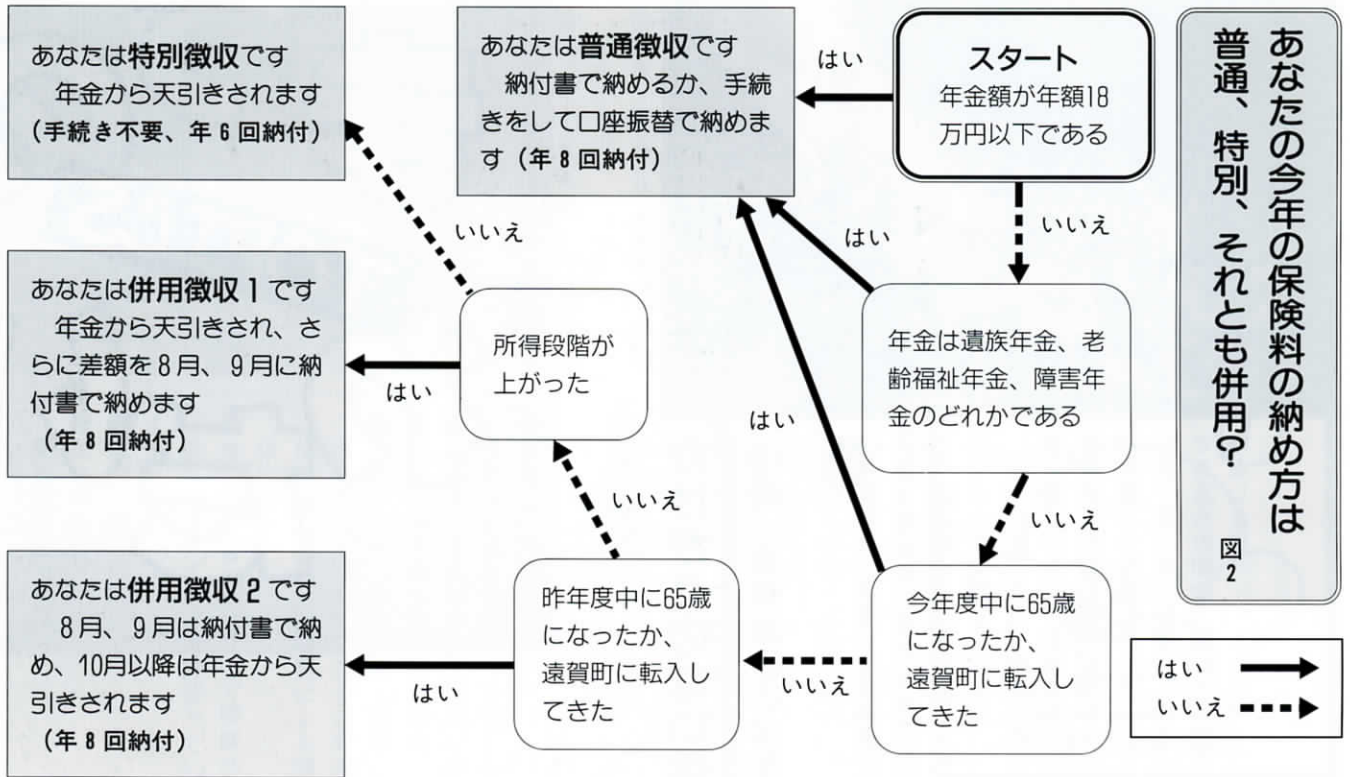 あなたの今年の保険料の納め方は
普通、特別、それとも併用？
図2
スタート
年金額が年額18
万円以下である
はい
いいえ
あなたは普通徴収です
納付書で納めるか、手続
きをして口座振替で納めま
す（年8回納付）
年金は遺族年金、老
齢福祉年金、障害年
金のどれかである
はい
いいえ
今年度中に65歳
になったか、
遠賀町に転入し
てきた
はい
いいえ
昨年度中に65歳
になったか、
遠賀町に転入し
てきた
はい
いいえ
所得段階が
上がった
はい
いいえ
あなたは特別徴収です
年金から天引きされます
（手続き不要、年6回納付）
あなたは併用徴収1です
年金から天引きされ、さ
らに差額を8月、9月に納
付書で納めます
（年8回納付）
あなたは併用徴収2です
8月、9月は納付書で納
め、10月以降は年金から天
引きされます
（年8回納付）
はい
いいえ